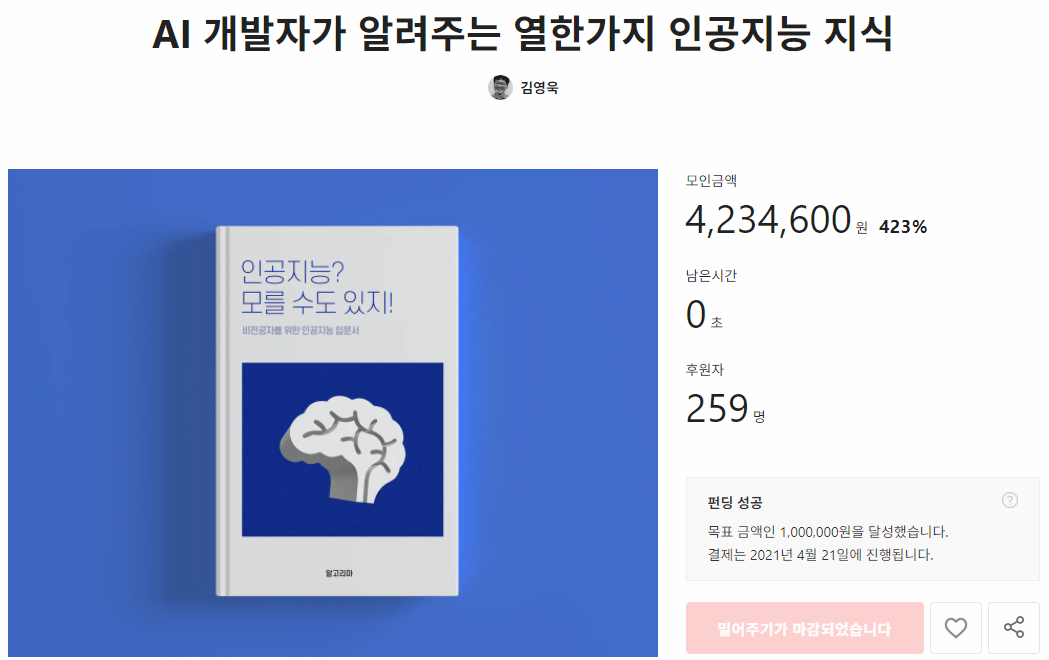 AI 개발자가 알려주는 열한가지 인공지능 지식
김영욱
인공지능?
모를 수도 있지!
비전공자를 위한 인공지능 입문서
알고리마
모인금액
4,234,600 원 423%
남은시간
0 초
후원자
259 명
펀딩 성공
?
목표 금액인 1,000,000원을 달성했습니다.
결제는 2021년 4월 21일에 진행됩니다.
밀어주기가 마감되었습니다